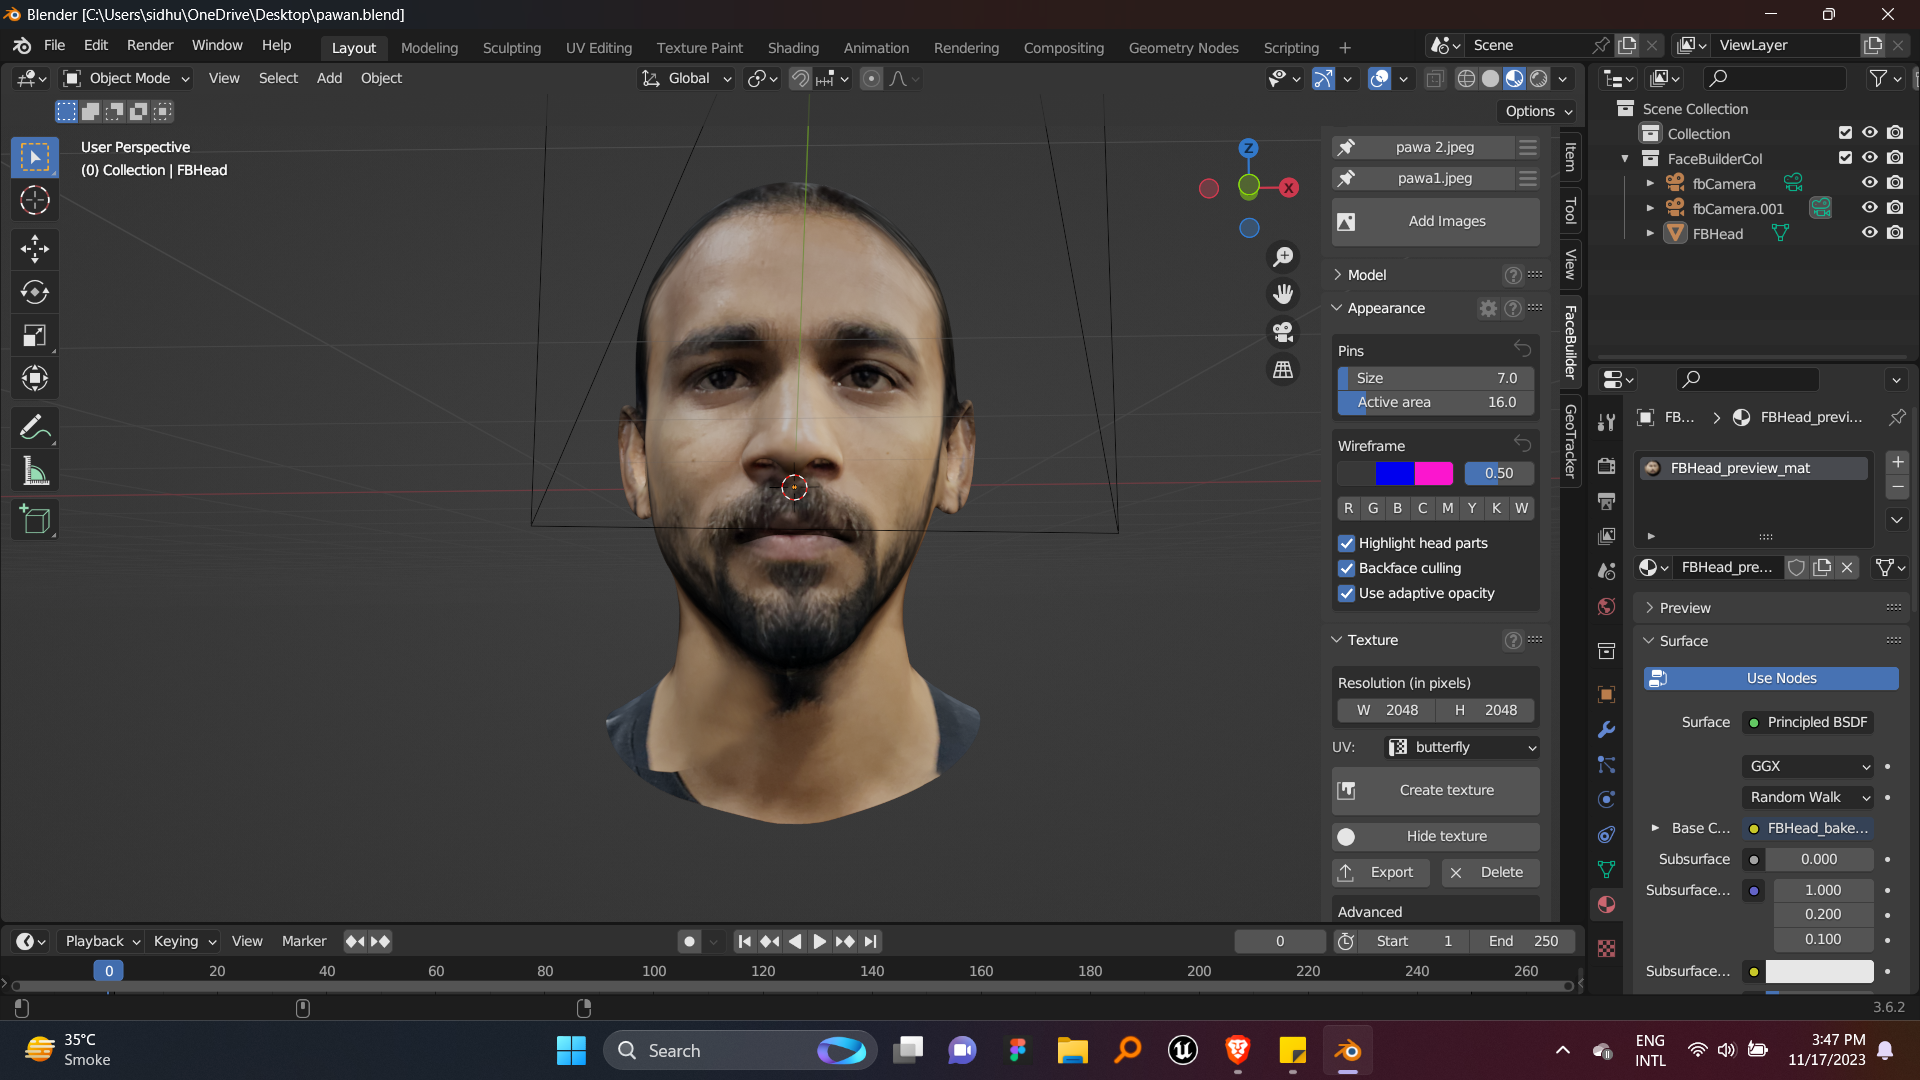 Blender [C:\Users\sidhu\OneDrive\Desktop\pawan.blend]
File Edit Render Window Help
Layout Modeling Sculpting UV Editing Texture Paint Shading Animation Rendering Compositing Geometry Nodes Scripting +
Scene
ViewLayer
Object Mode View Select Add Object
Global
Options
User Perspective
(0) Collection | FBHead
Z
X
pawa 2.jpeg
pawa1.jpeg
Add Images
Model
Appearance
Pins
Size 7.0
Active area 16.0
Wireframe
0.50
R G B C M Y K W
Highlight head parts
Backface culling
Use adaptive opacity
Texture
Resolution (in pixels)
W 2048 H 2048
UV: butterfly
Create texture
Hide texture
Export Delete
Advanced
Item
Tool
View
FaceBuilder
GeoTracker
Scene Collection
Collection
FaceBuilderCol
fbCamera
fbCamera.001
FBHead
FB... FBHead_previ...
FBHead_preview_mat
FBHead_pre...
Preview
Surface
Use Nodes
Surface Principled BSDF
GGX
Random Walk
Base C... FBHead_bake...
Subsurface 0.000
Subsurface... 1.000
0.200
0.100
Subsurface...
Playback Keying View Marker
0
Start 1 End 250
0 20 40 60 80 100 120 140 160 180 200 220 240 260
3.6.2
35°C
Smoke
Search
ENG
INTL
3:47 PM
11/17/2023